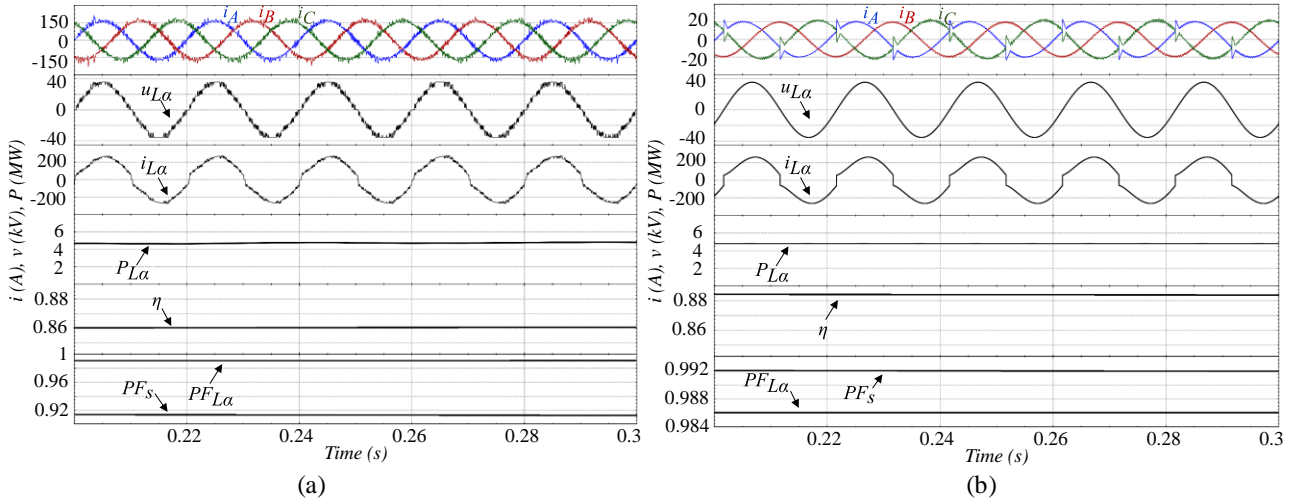 i_A i_B i_C
150
0
-150
40
0
-40
u_Lα
200
0
-200
i_Lα
6
4
2
P_Lα
0.88
0.86
η
1
0.96
0.92
PF_s
PF_Lα
i (A), v (kV), P (MW)
0.22 0.24 0.26 0.28 0.3
Time (s)
(a)
i_A i_B i_C
20
0
-20
40
0
-40
u_Lα
200
0
-200
i_Lα
6
4
2
P_Lα
0.88
0.86
η
0.992
0.988
0.984
PF_Lα
PF_s
i (A), v (kV), P (MW)
0.22 0.24 0.26 0.28 0.3
Time (s)
(b)